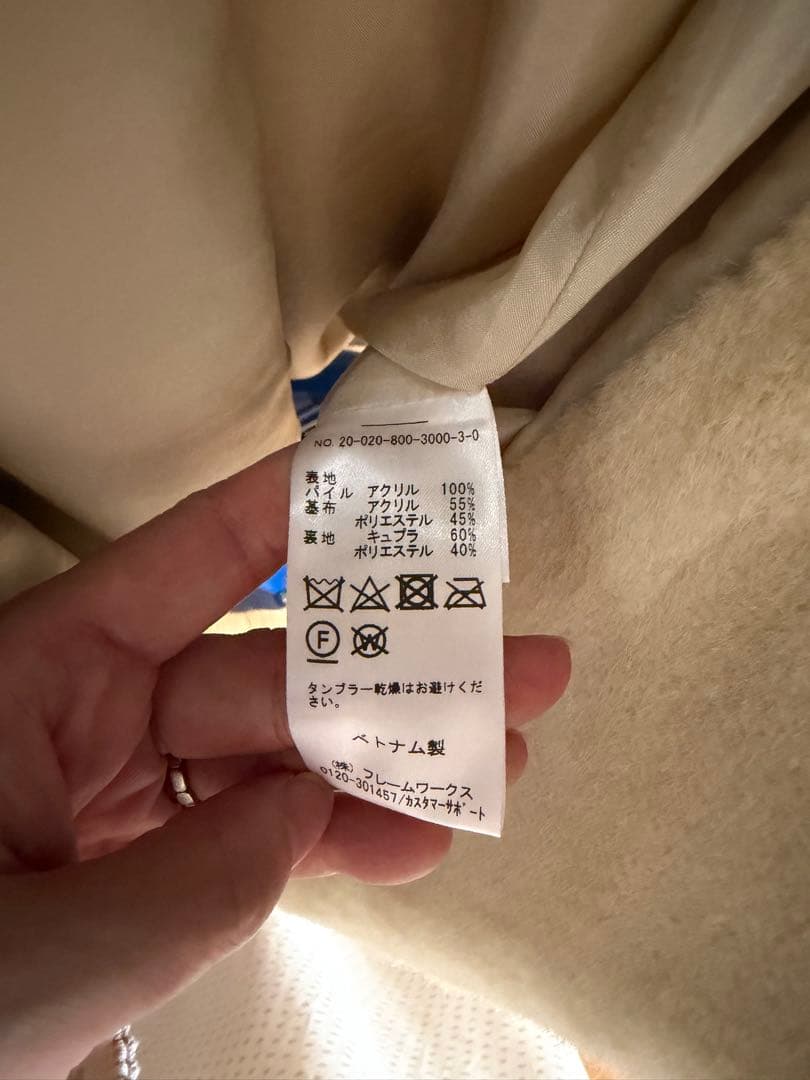 NO. 20-020-800-3000-3-0
表地
パイル アクリル 100%
基布 アクリル 55%
ポリエステル 45%
裏地 キュプラ 60%
ポリエステル 40%
F
W
タンブラー乾燥はお避けくだ
さい。
ベトナム製
(株) フレームワークス
0120-301457/カスタマーサポート